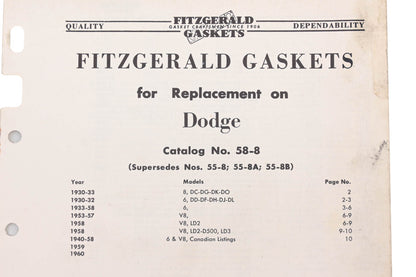 QUALITY
FITZGERALD
GASKET CRAFTSMEN SINCE 1906
GASKETS
DEPENDABILITY
FITZGERALD GASKETS
for Replacement on
Dodge
Catalog No. 58-8
(Supersedes Nos. 55-8; 55-8A; 55-8B)
Year Models Page No.
1930-33 8, DC-DG-DK-DO 2
1930-32 6, DD-DF-DH-DJ-DL 2-3
1933-58 6, 3-6
1953-57 V8, 6-9
1958 V8, LD2 6-9
1958 V8, LD2-D500, LD3 9-10
1940-58 6 & V8, Canadian Listings 10
1959
1960